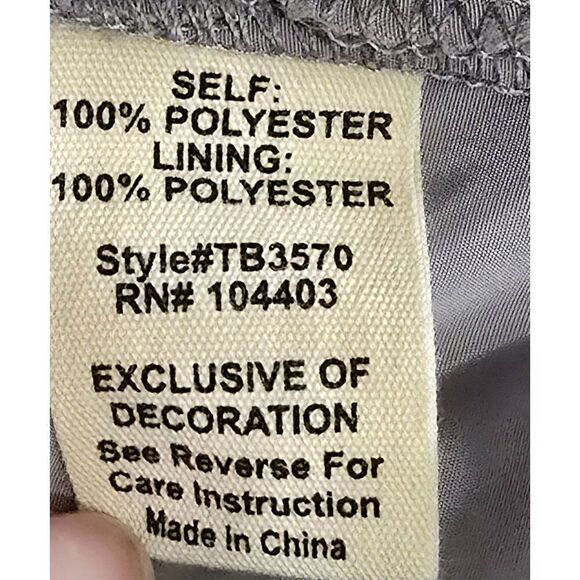 SELF:
100% POLYESTER
LINING:
100% POLYESTER
Style#TB3570
RN# 104403
EXCLUSIVE OF
DECORATION
See Reverse For
Care Instruction
Made In China